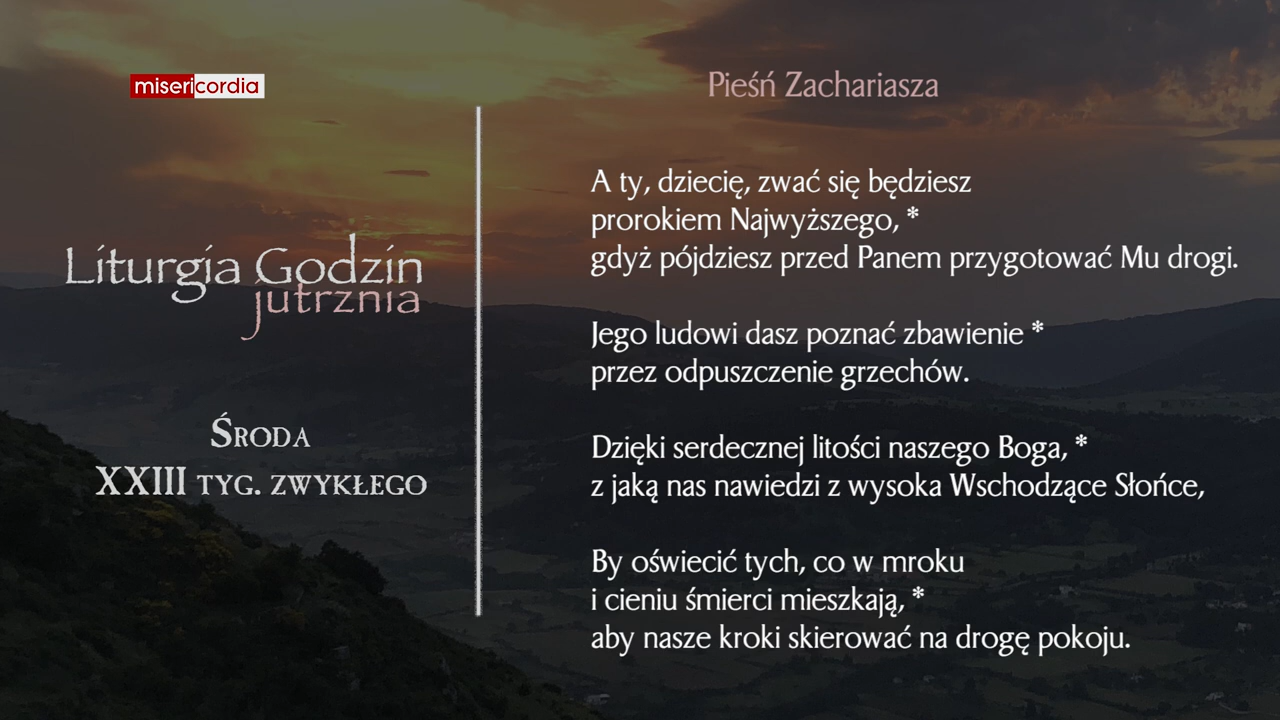 misericordia
Liturgia Godzin
jutrznia
Środa
XXIII tyg. zwykłego
Pieśń Zachariasza
A ty, dziecię, zwać się będziesz
prorokiem Najwyższego, *
gdyż pójdziesz przed Panem przygotować Mu drogi.
Jego ludowi dasz poznać zbawienie *
przez odpuszczenie grzechów.
Dzięki serdecznej litości naszego Boga, *
z jaką nas nawiedzi z wysoka Wschodzące Słońce,
By oświecić tych, co w mroku
i cieniu śmierci mieszkają, *
aby nasze kroki skierować na drogę pokoju.